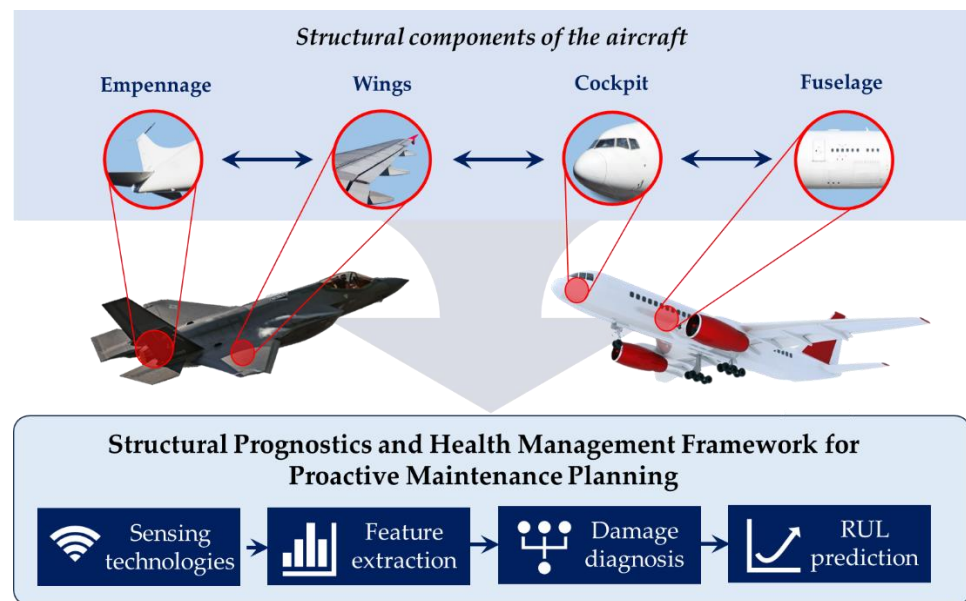 Structural components of the aircraft
Empennage
Wings
Cockpit
Fuselage
Structural Prognostics and Health Management Framework for
Proactive Maintenance Planning
Sensing
technologies
Feature
extraction
Damage
diagnosis
RUL
prediction